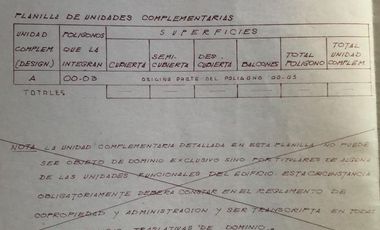 PLANILLA DE UNIDADES COMPLEMENTARIAS
UNIDAD COMPLEM. (DESIGN.) POLIGONOS QUE LA INTEGRAN SUPERFICIES
CUBIERTA SEMI-CUBIERTA DES. CUBIERTA BALCONES TOTAL POLIGONO TOTAL UNIDAD COMPLEM.
A 00-03 ORIGINA PARTE DEL POLIGONO 00-03
TOTALES
NOTA LA UNIDAD COMPLEMENTARIA DETALLADA EN ESTA PLANILLA NO PUEDE
SER OBJETO DE DOMINIO EXCLUSIVO SINO POR TITULARES DE ALGUNA
DE LAS UNIDADES FUNCIONALES DEL EDIFICIO. ESTA CIRCUNSTANCIA
OBLIGATORIAMENTE DEBERA CONSTAR EN EL REGLAMENTO DE
COPROPIEDAD Y ADMINISTRACION Y SER TRANSCRIPTA EN TODAS
TRASLATIVAS DE DOMINIO.